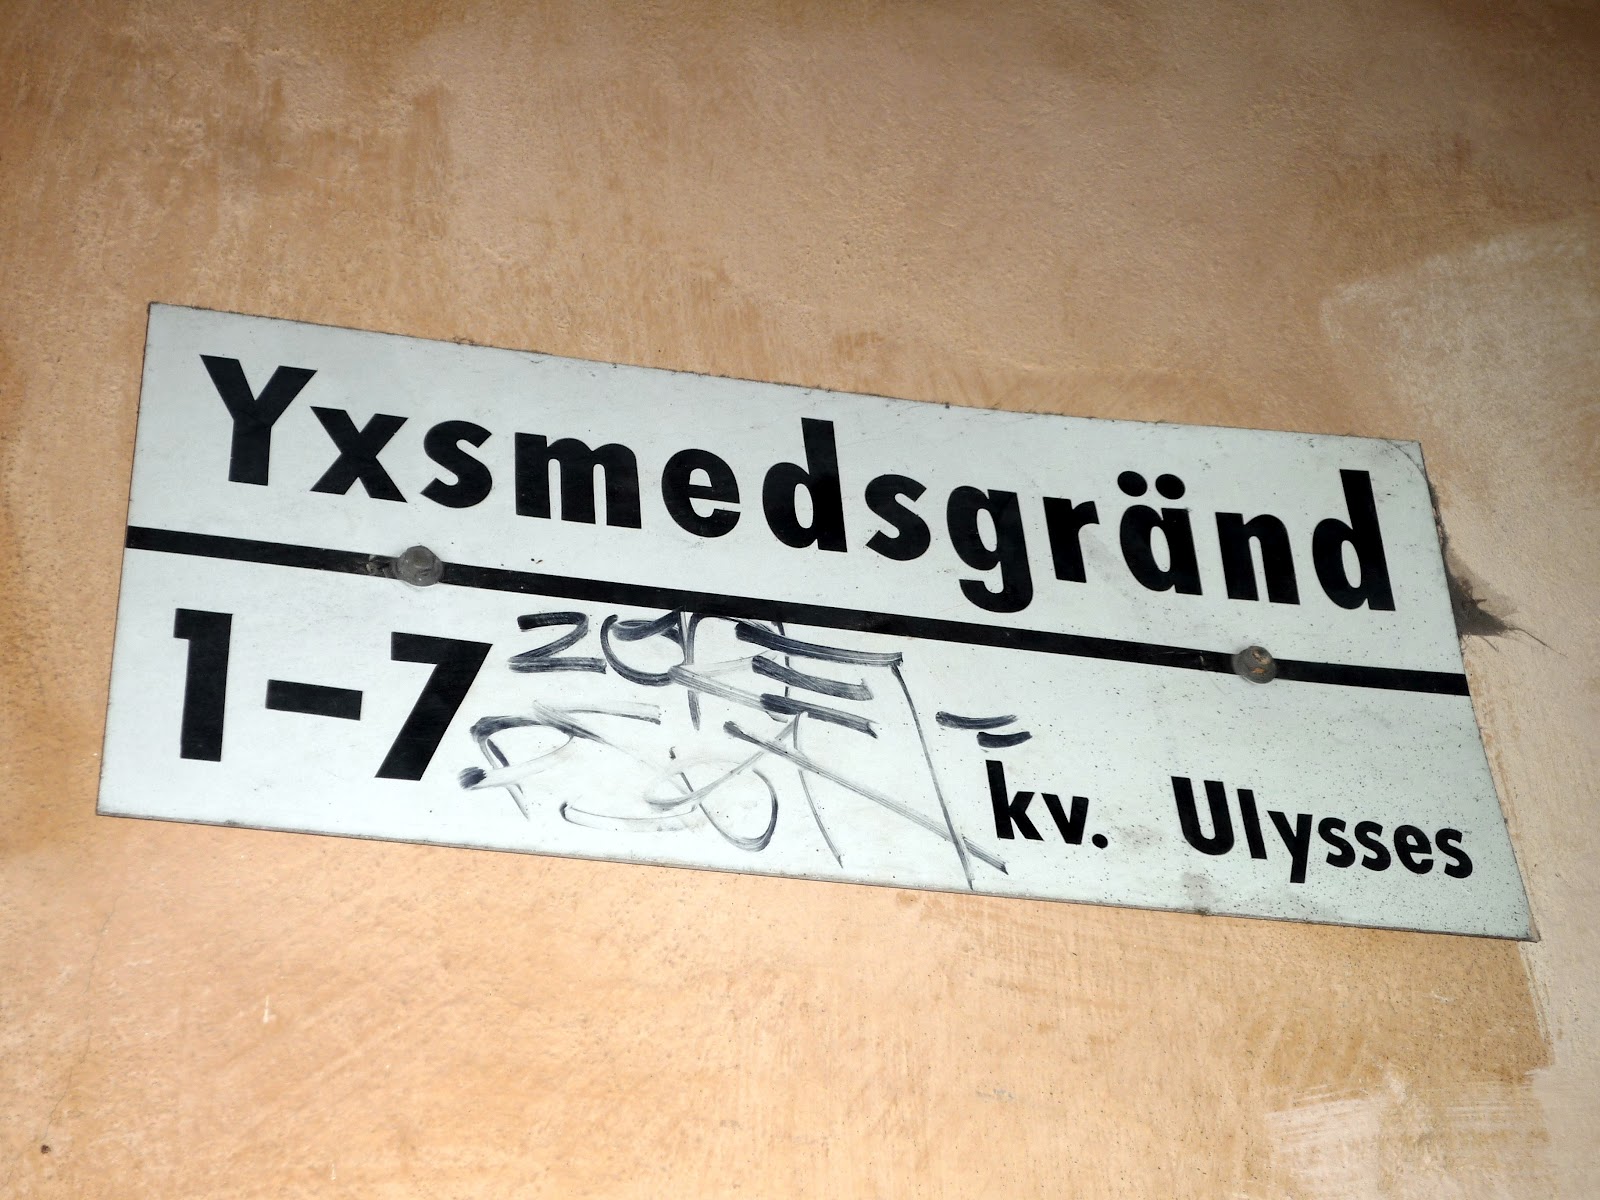 Yxsmedsgränd
1-7
kv. Ulysses